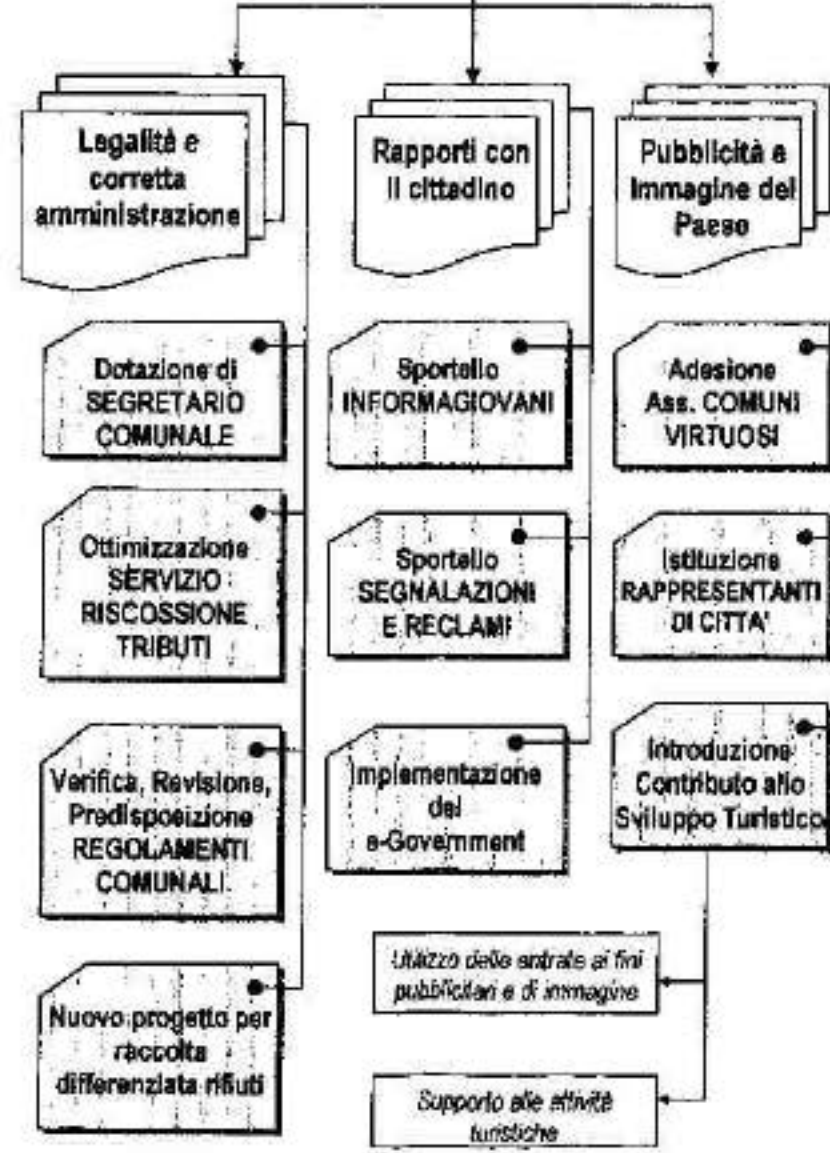 Legalità e
corretta
amministrazione
Dotazione di
SEGRETARIO
COMUNALE
Ottimizzazione
SERVIZIO
RISCOSSIONE
TRIBUTI
Verifica, Revisione,
Predisposizione
REGOLAMENTI
COMUNALI.
Nuovo progetto per
raccolta
differenziata rifiuti
Rapporti con
il cittadino
Sportello
INFORMAGIOVANI
Sportello
SEGNALAZIONI
E RECLAMI
Implementazione
del
e-Government
Pubblicità e
Immagine del
Paese
Adesione
Ass. COMUNI
VIRTUOSI
Istituzione
RAPPRESENTANTI
DI CITTA'
Introduzione
Contributo allo
Sviluppo Turistico
Utilizzo delle entrate ai fini
pubblicitari e di immagine
Supporto alle attività
turistiche